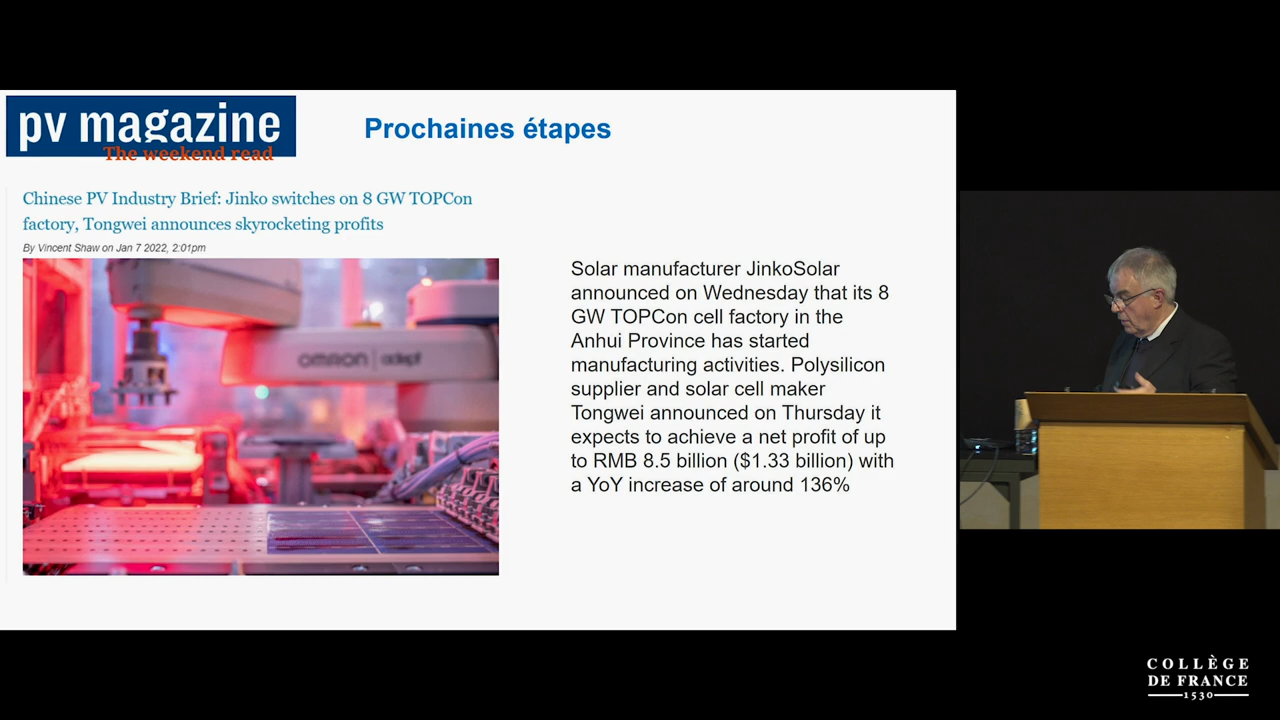 pv magazine
The weekend read
Prochaines étapes
Chinese PV Industry Brief: Jinko switches on 8 GW TOPCon
factory, Tongwei announces skyrocketing profits
By Vincent Shaw on Jan 7 2022, 2:01pm
OMRON | adept
Solar manufacturer JinkoSolar
announced on Wednesday that its 8
GW TOPCon cell factory in the
Anhui Province has started
manufacturing activities. Polysilicon
supplier and solar cell maker
Tongwei announced on Thursday it
expects to achieve a net profit of up
to RMB 8.5 billion ($1.33 billion) with
a YoY increase of around 136%
COLLÈGE
DE FRANCE
1530